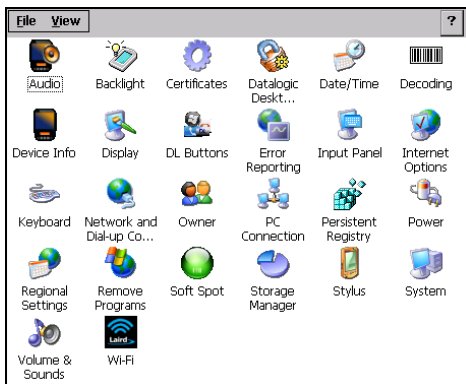 File View ?
Audio Backlight Certificates Datalogic Date/Time Decoding
Deskt...
Device Info Display DL Buttons Error Input Panel Internet
Reporting Options
Keyboard Network and Owner PC Persistent Power
Dial-up Co... Connection Registry
Regional Remove Soft Spot Storage Stylus System
Settings Programs Manager
Laird
Volume & Wi-Fi
Sounds